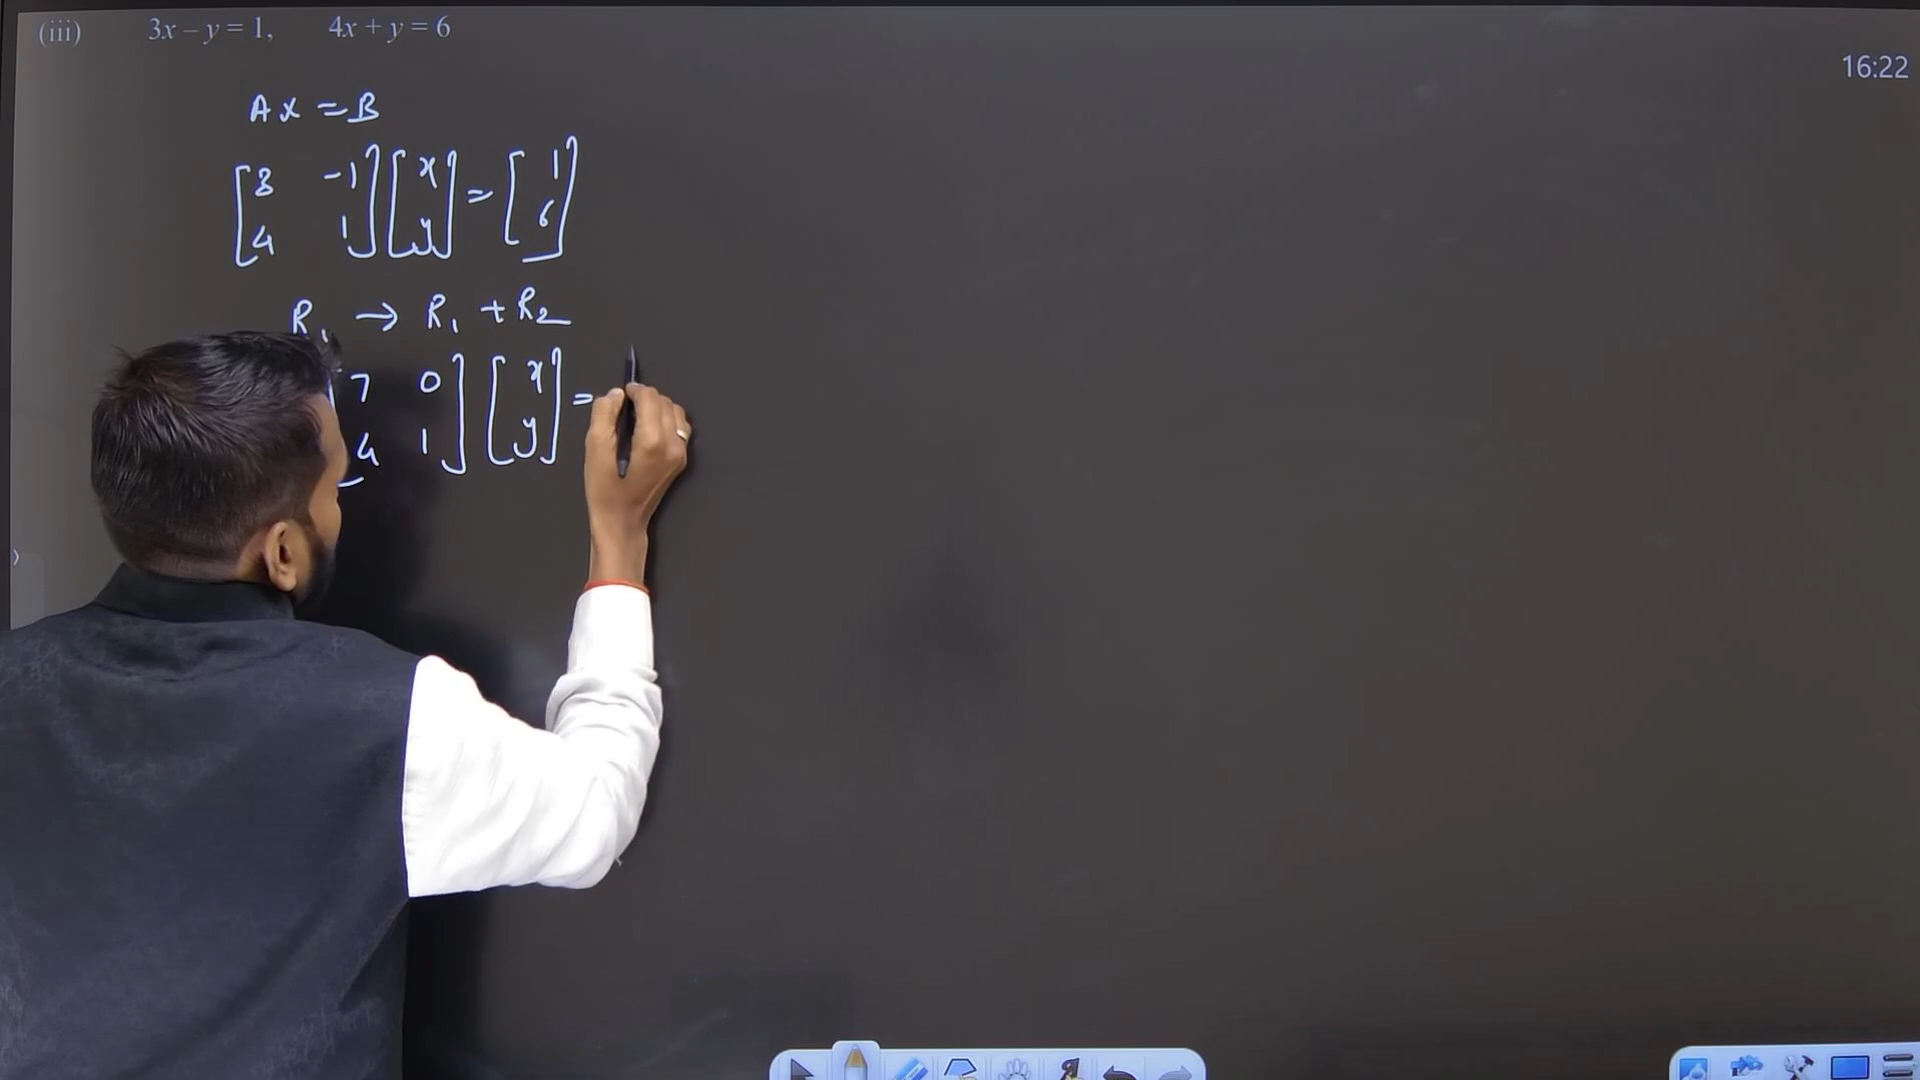 (iii) 3x – y = 1, 4x + y = 6
16:22
Ax = B
[3 -1 [x = [1
4 1] y] 6]
R₁ → R₁ + R₂
7 0] [x =
4 1 y]